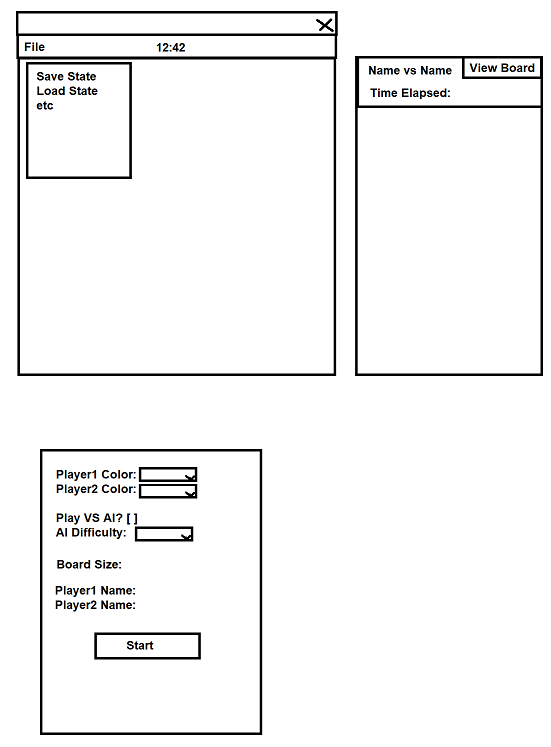 File
12:42
Save State
Load State
etc
Name vs Name
View Board
Time Elapsed:
Player1 Color:
Player2 Color:
Play VS AI? [ ]
AI Difficulty:
Board Size:
Player1 Name:
Player2 Name:
Start